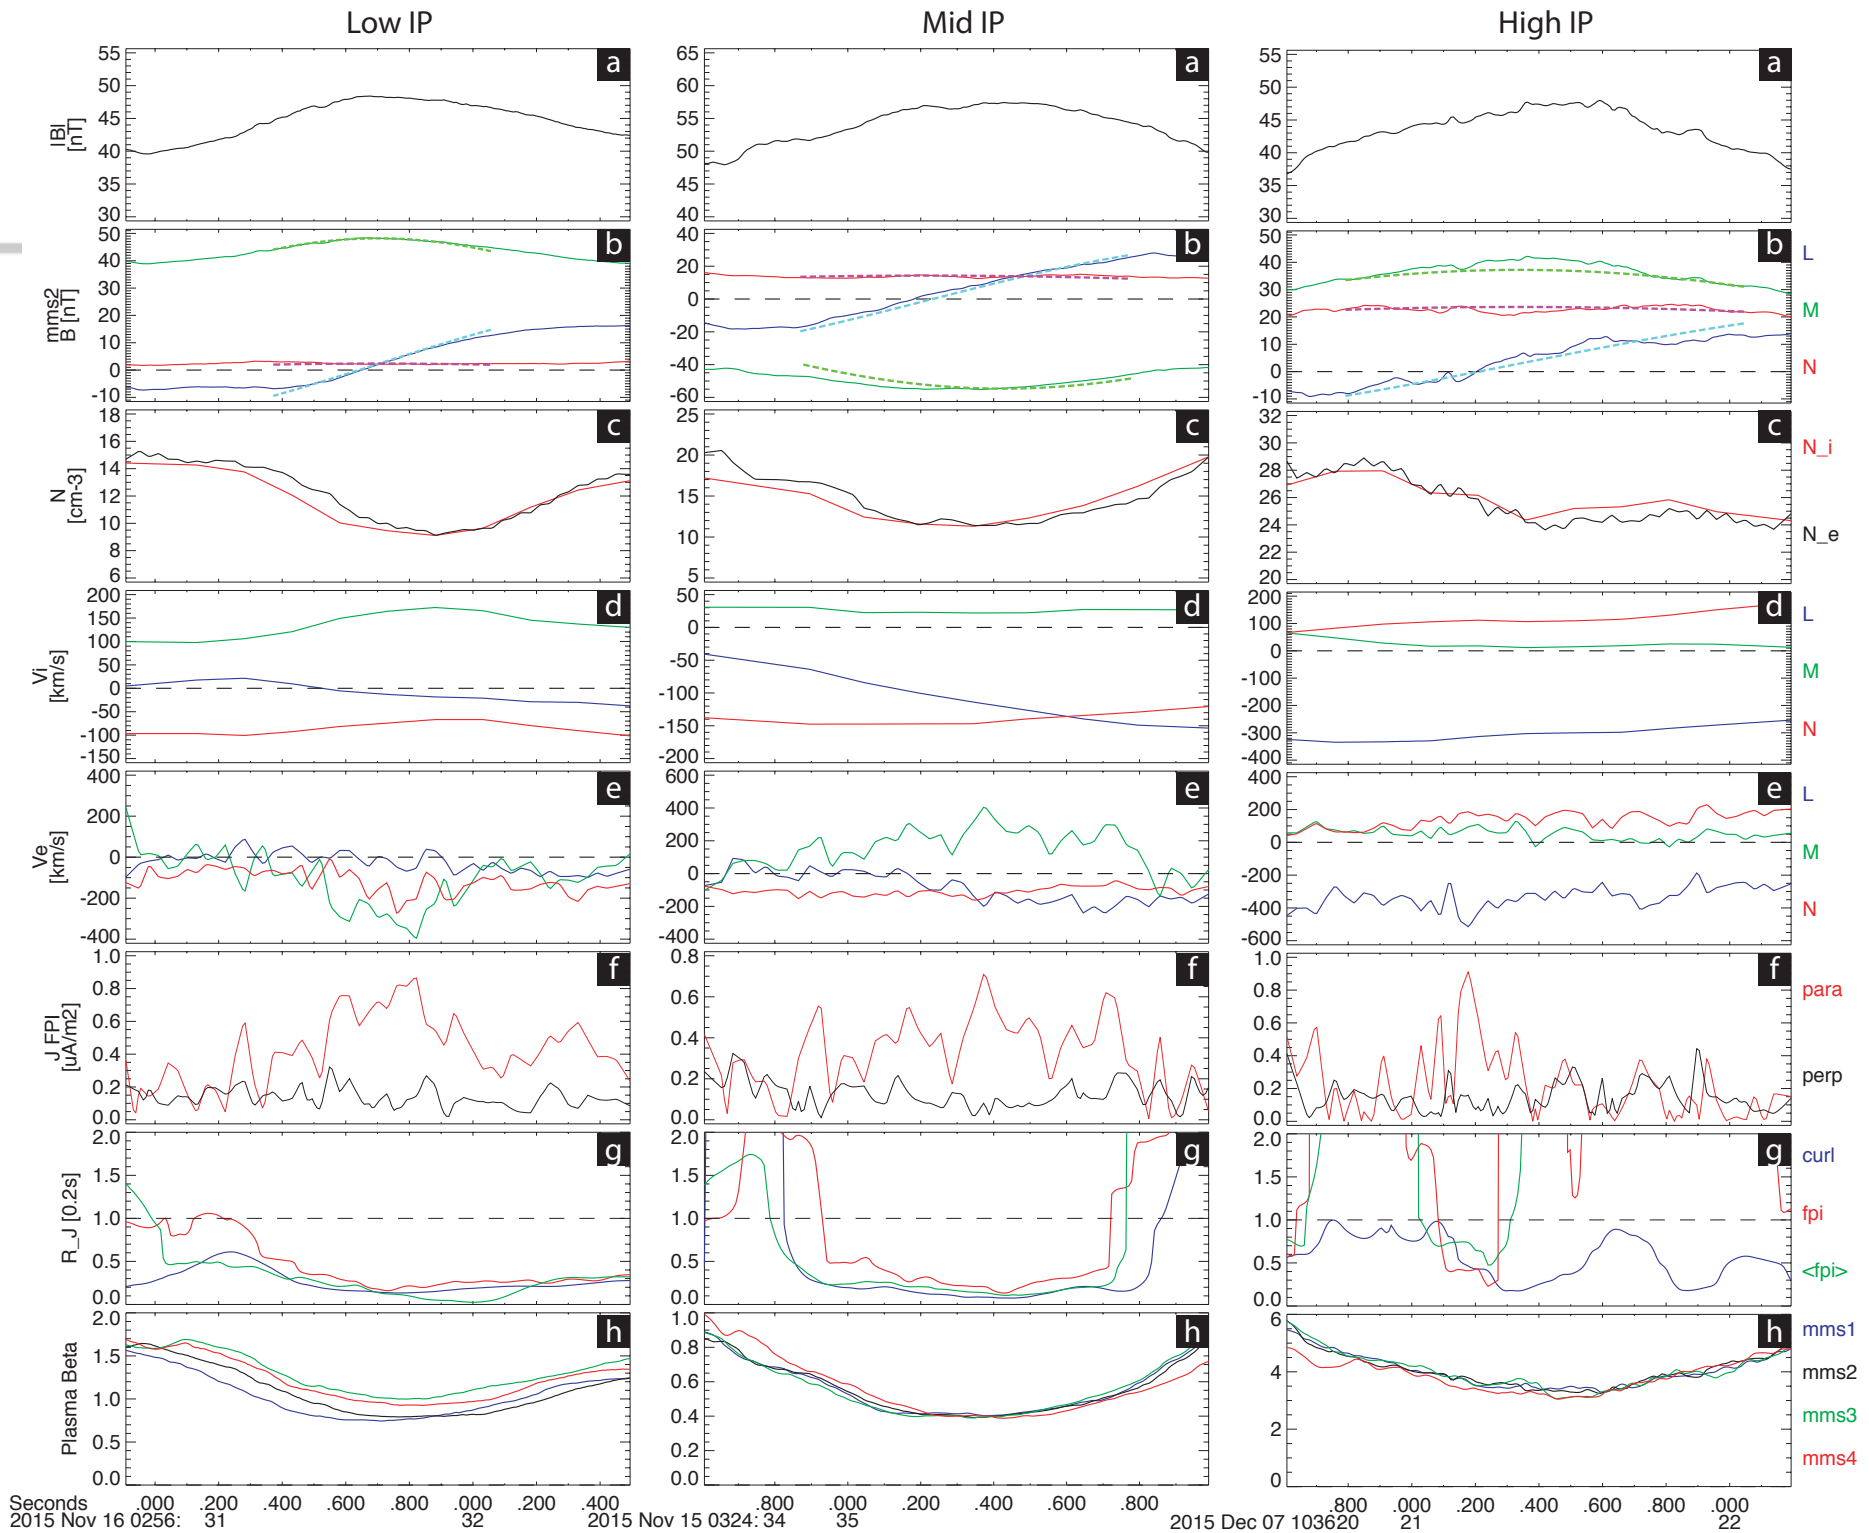 Low IP
Mid IP
High IP
a
55
50
45
40
35
30
|B|
[nT]
a
65
60
55
50
45
40
a
55
50
45
40
35
30
b
50
40
30
20
10
0
-10
mms2
B [nT]
b
40
20
0
-20
-40
-60
b
50
40
30
20
10
0
-10
L
M
N
c
18
16
14
12
10
8
6
N
[cm-3]
c
25
20
15
10
5
c
32
30
28
26
24
22
20
N_i
N_e
d
200
150
100
50
0
-50
-100
-150
Vi
[km/s]
d
50
0
-50
-100
-150
-200
d
200
100
0
-100
-200
-300
-400
L
M
N
e
400
200
0
-200
-400
Ve
[km/s]
e
600
400
200
0
-200
-400
e
400
200
0
-200
-400
-600
L
M
N
f
1.0
0.8
0.6
0.4
0.2
0.0
J FPI
[uA/m2]
f
0.8
0.6
0.4
0.2
0.0
f
1.0
0.8
0.6
0.4
0.2
0.0
para
perp
g
2.0
1.5
1.0
0.5
0.0
R_J [0.2s]
g
2.0
1.5
1.0
0.5
0.0
g
2.0
1.5
1.0
0.5
0.0
curl
fpi
<fpi>
h
2.0
1.5
1.0
0.5
0.0
Plasma Beta
h
1.0
0.8
0.6
0.4
0.2
0.0
h
6
4
2
0
mms1
mms2
mms3
mms4
Seconds .000 .200 .400 .600 .800 .000 .200 .400
2015 Nov 16 0256: 31 32
.800 .000 .200 .400 .600 .800
2015 Nov 15 0324: 34 35
.800 .000 .200 .400 .600 .800 .000
2015 Dec 07 103620 21 22